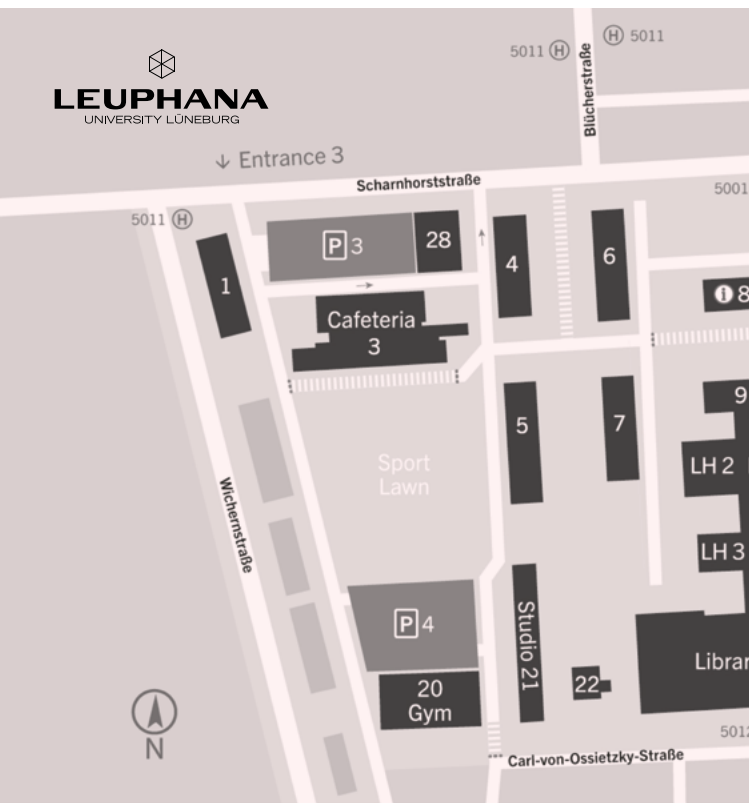 LEUPHANA
UNIVERSITY LÜNEBURG
5011 H
H 5011
Blücherstraße
↓ Entrance 3
Scharnhorststraße
5001
5011 H
1
P 3
28
4
6
i 8
Cafeteria
3
9
5
7
LH 2
Sport
Lawn
Wichernstraße
LH 3
P 4
Studio 21
Librar
20
Gym
22
N
5012
Carl-von-Ossietzky-Straße